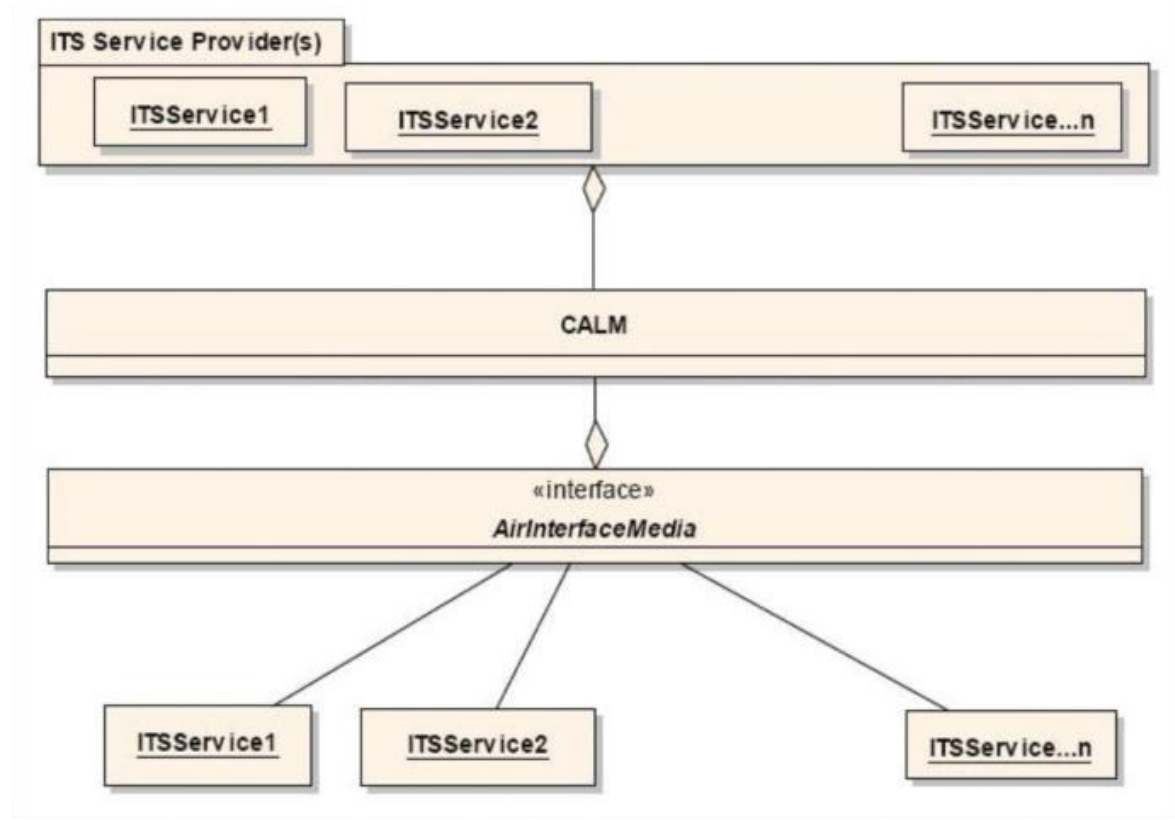 ITS Service Provider(s)
ITSService1
ITSService2
ITSService...n
CALM
«interface»
AirInterfaceMedia
ITSService1
ITSService2
ITSService...n